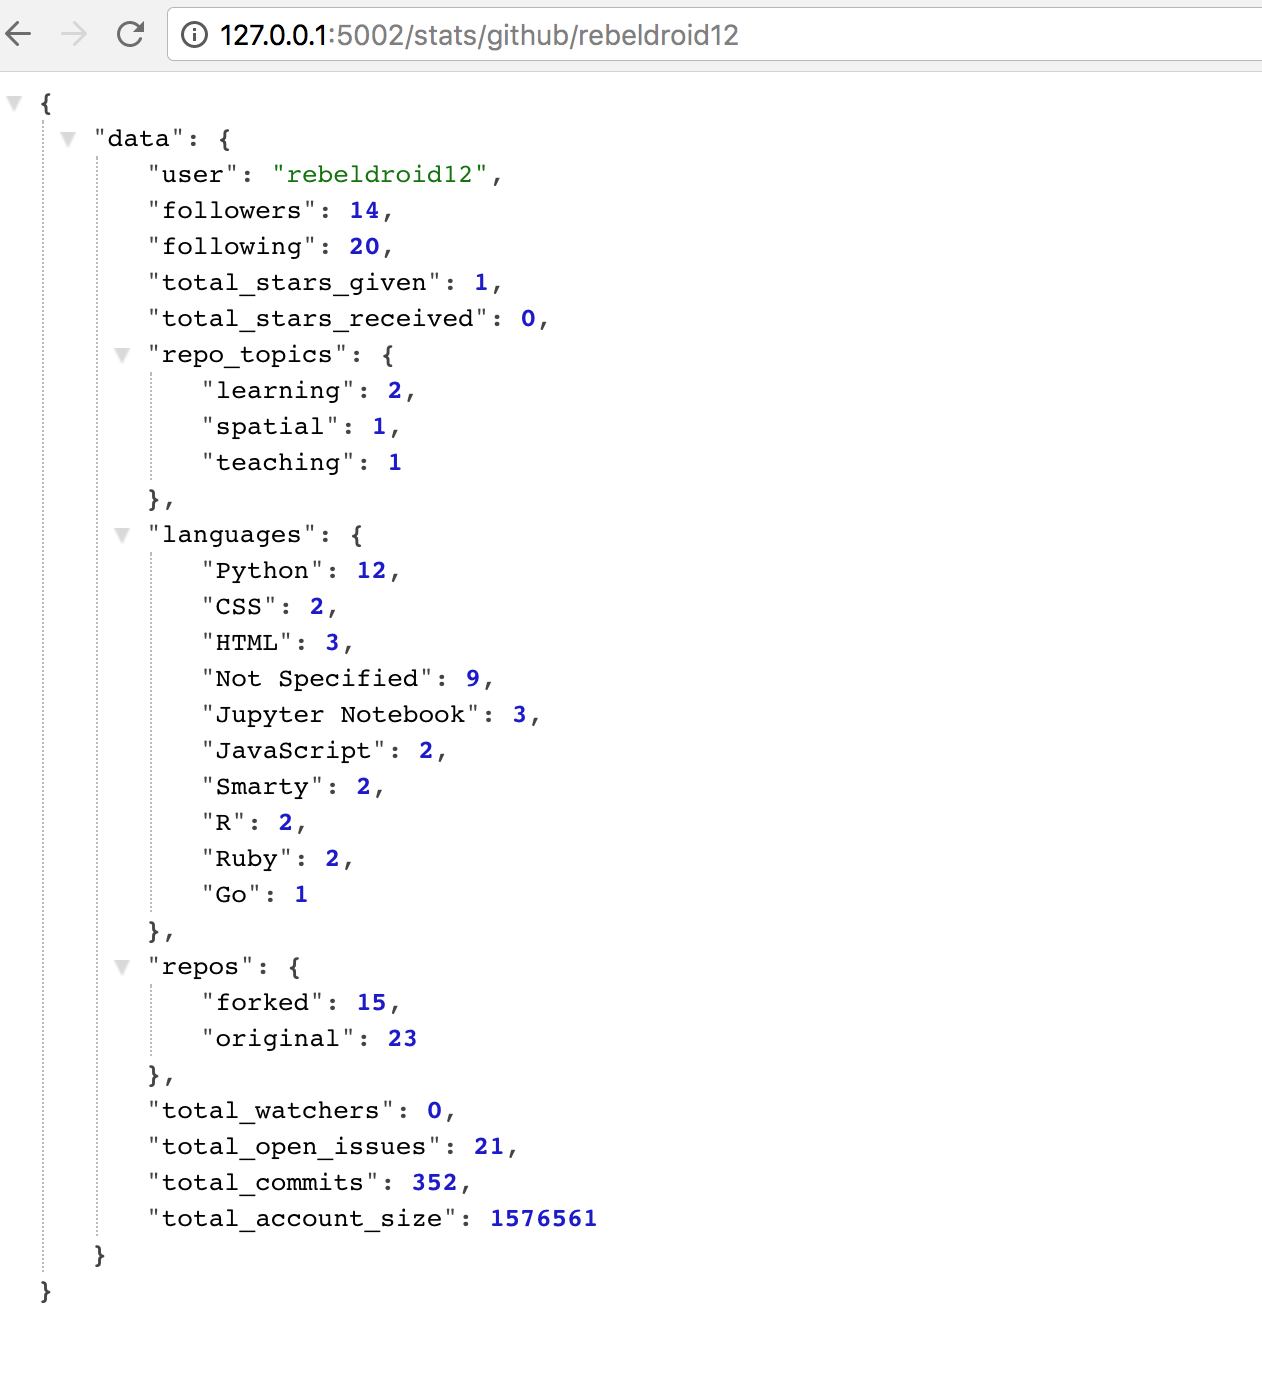 127.0.0.1:5002/stats/github/rebeldroid12
{
"data": {
"user": "rebeldroid12",
"followers": 14,
"following": 20,
"total_stars_given": 1,
"total_stars_received": 0,
"repo_topics": {
"learning": 2,
"spatial": 1,
"teaching": 1
},
"languages": {
"Python": 12,
"CSS": 2,
"HTML": 3,
"Not Specified": 9,
"Jupyter Notebook": 3,
"JavaScript": 2,
"Smarty": 2,
"R": 2,
"Ruby": 2,
"Go": 1
},
"repos": {
"forked": 15,
"original": 23
},
"total_watchers": 0,
"total_open_issues": 21,
"total_commits": 352,
"total_account_size": 1576561
}
}